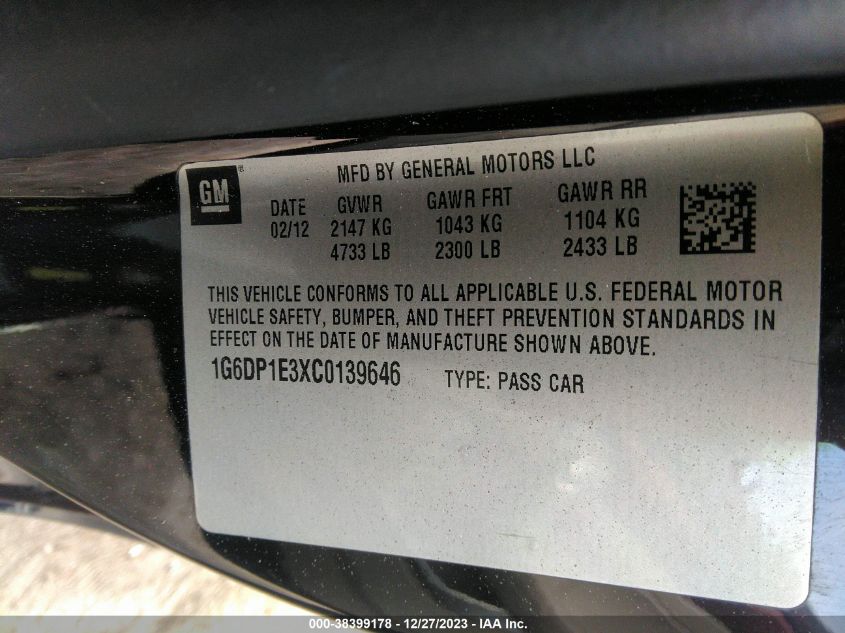 MFD BY GENERAL MOTORS LLC
GM®
DATE GVWR GAWR FRT GAWR RR
02/12 2147 KG 1043 KG 1104 KG
4733 LB 2300 LB 2433 LB
THIS VEHICLE CONFORMS TO ALL APPLICABLE U.S. FEDERAL MOTOR
VEHICLE SAFETY, BUMPER, AND THEFT PREVENTION STANDARDS IN
EFFECT ON THE DATE OF MANUFACTURE SHOWN ABOVE.
1G6DP1E3XC0139646 TYPE: PASS CAR
000-38399178 - 12/27/2023 - IAA Inc.